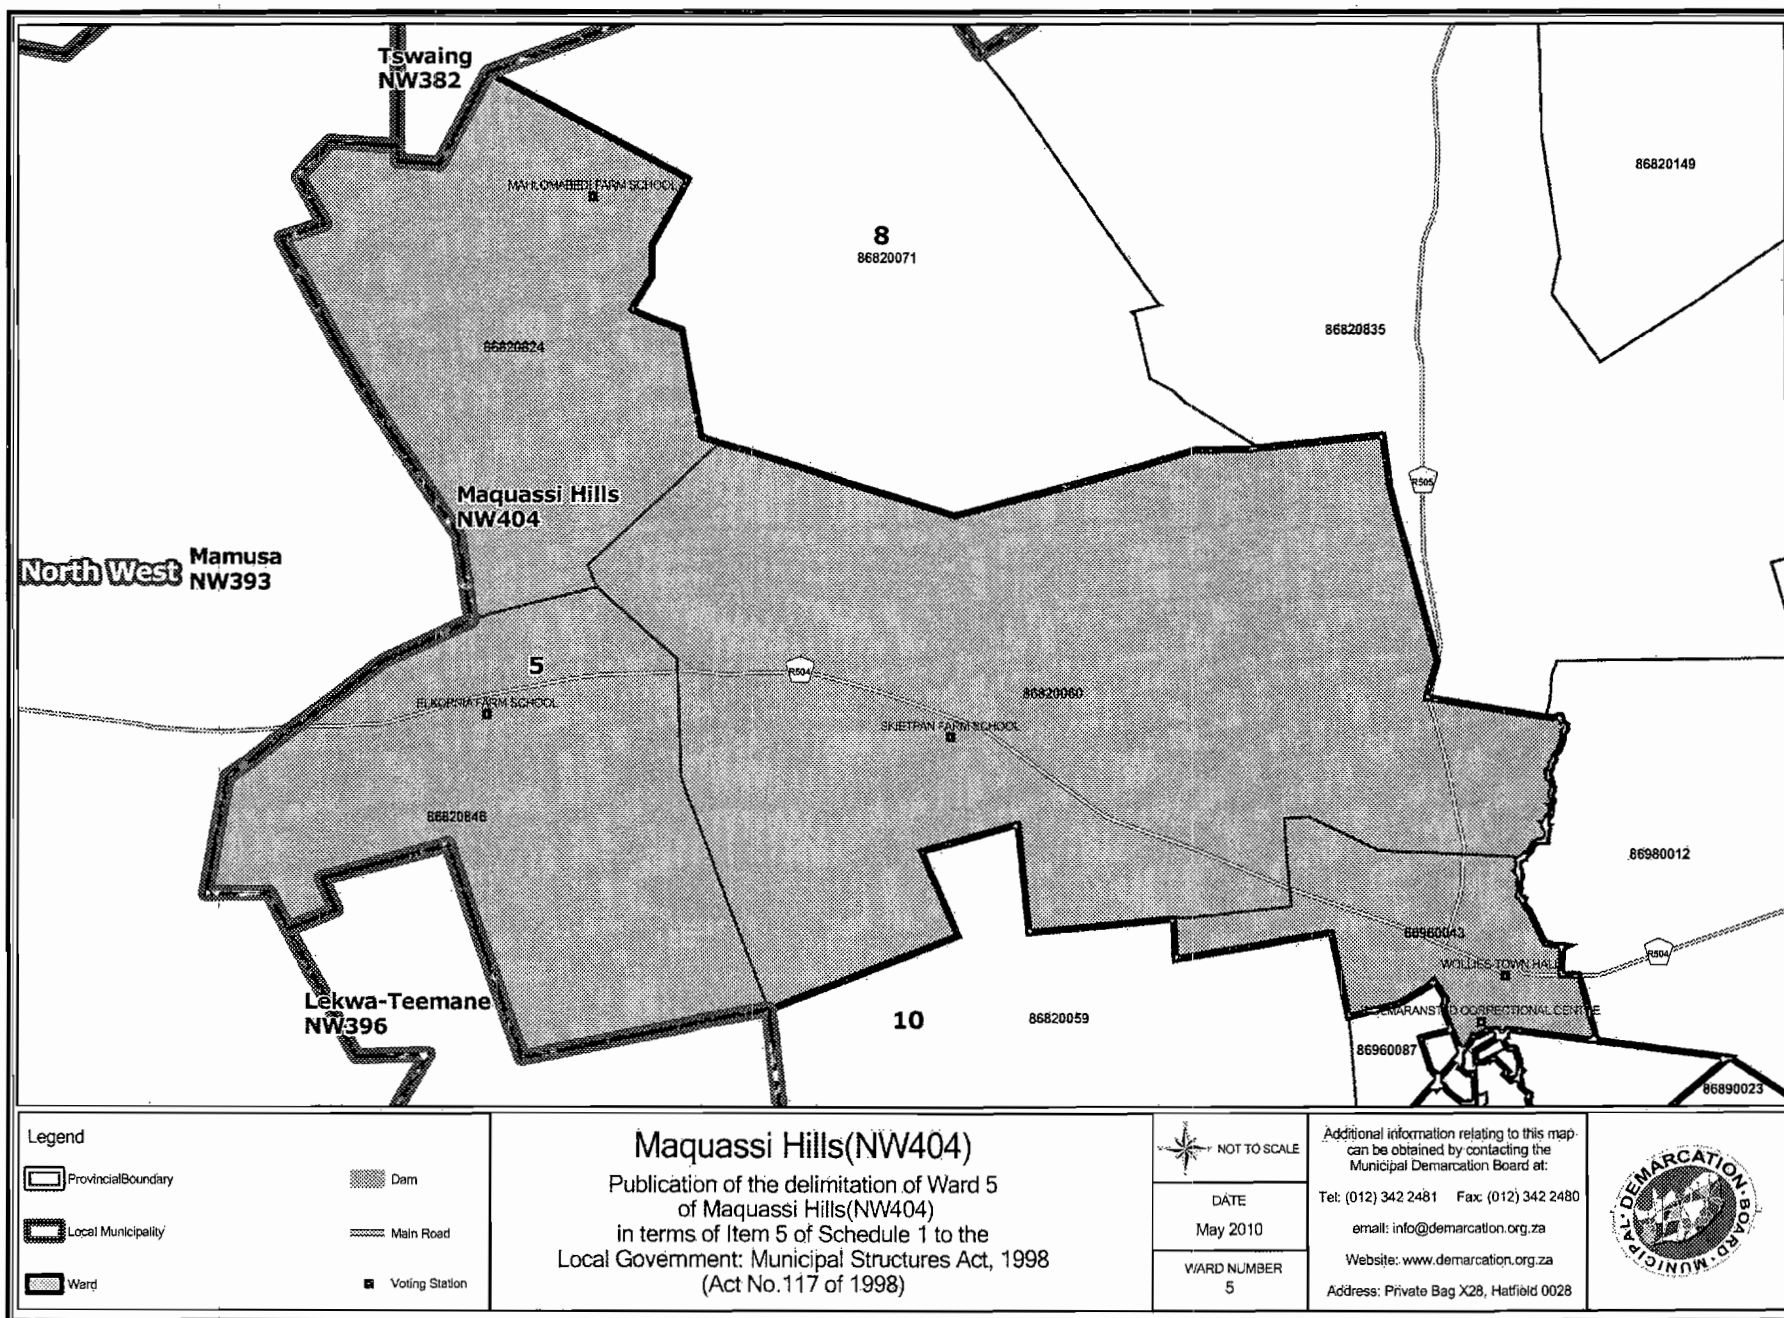 Tswaing
NW382
MAHLOMABEDI FARM SCHOOL
8
86820071
86820149
86820835
86820824
R505
Maquassi Hills
NW404
North West
Mamusa
NW393
5
R504
86820060
SKIETPAN FARM SCHOOL
FARM SCHOOL
86820848
86980012
86960043
R504
WOLLIES TOWN HALL
CORRECTIONAL CENTRE
Lekwa-Teemane
NW396
10
86820059
86960087
86890023
Legend
ProvincialBoundary
Local Municipality
Ward
Dam
Main Road
Voting Station
Maquassi Hills(NW404)
Publication of the delimitation of Ward 5
of Maquassi Hills(NW404)
in terms of Item 5 of Schedule 1 to the
Local Government: Municipal Structures Act, 1998
(Act No.117 of 1998)
NOT TO SCALE
DATE
May 2010
WARD NUMBER
5
Additional information relating to this map
can be obtained by contacting the
Municipal Demarcation Board at:
Tel: (012) 342 2481 Fax: (012) 342 2480
email: info@demarcation.org.za
Website: www.demarcation.org.za
Address: Private Bag X28, Hatfield 0028
MUNICIPAL DEMARCATION BOARD